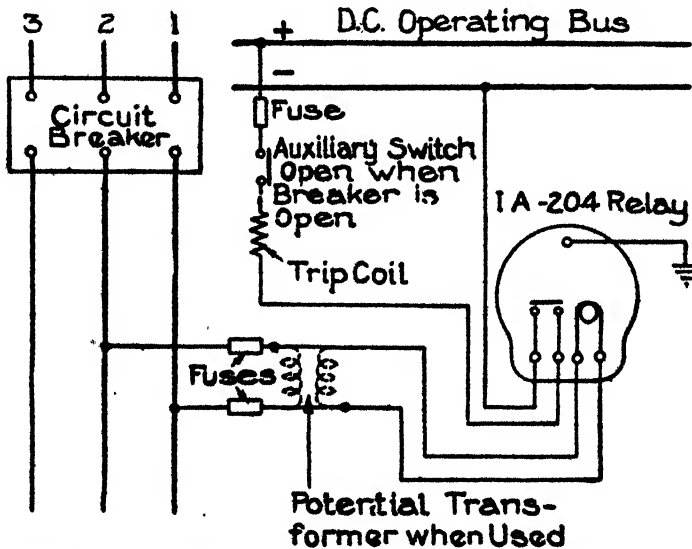 3 2 1
+ D.C. Operating Bus
−
Circuit
Breaker
Fuse
Auxiliary Switch
Open when
Breaker is
Open
Trip Coil
IA-204 Relay
Fuses
Potential Trans-
former when Used